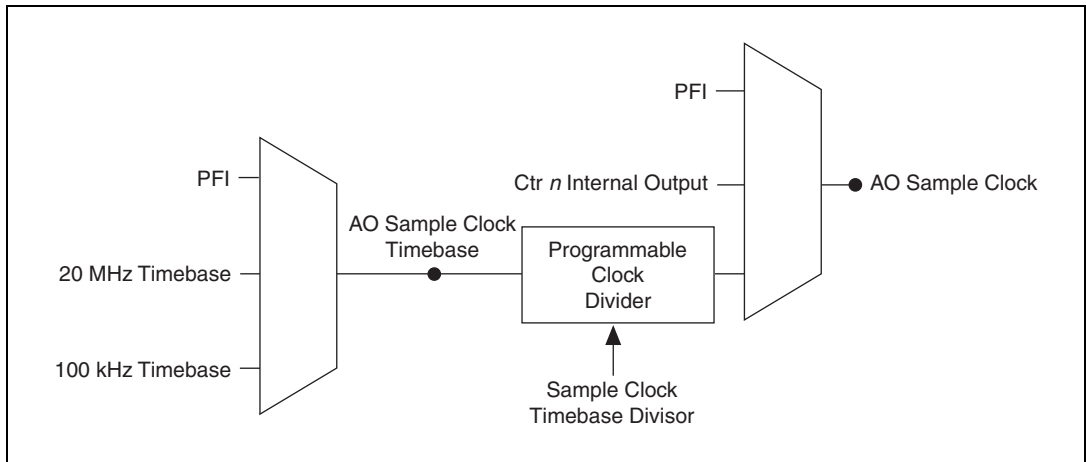 PFI
Ctr n Internal Output
AO Sample Clock
PFI
20 MHz Timebase
100 kHz Timebase
AO Sample Clock
Timebase
Programmable
Clock
Divider
Sample Clock
Timebase Divisor